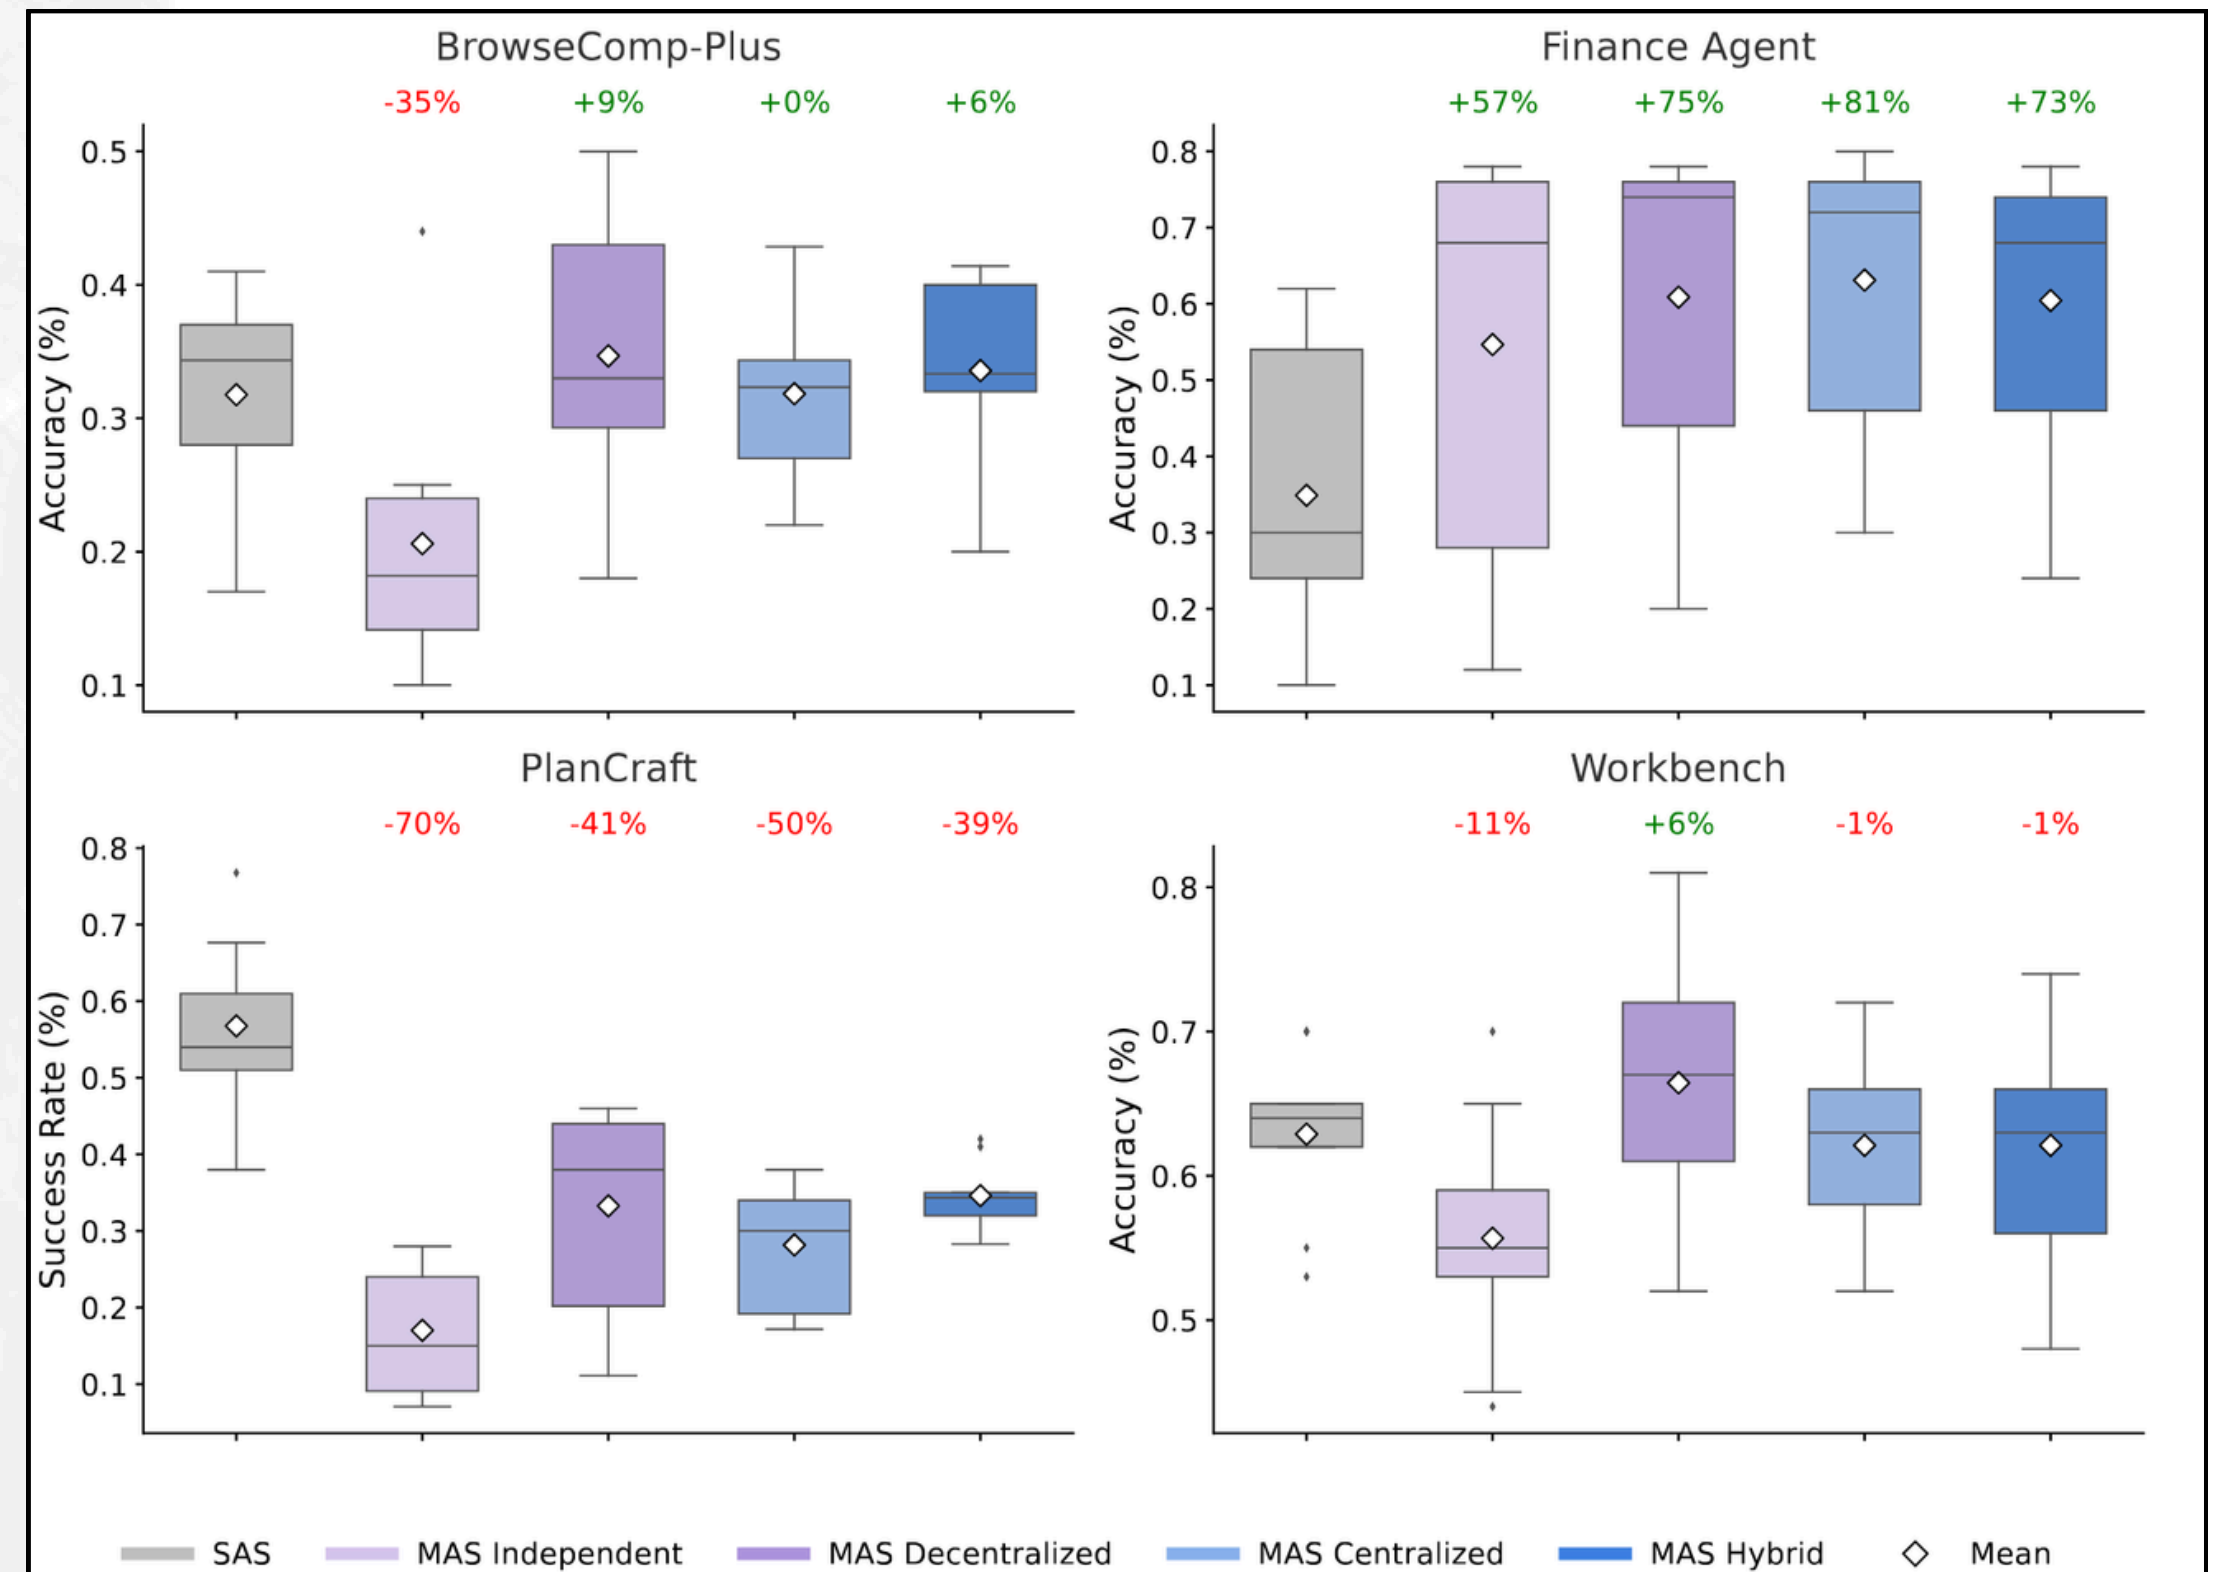 BrowseComp-Plus
-35% +9% +0% +6%
Accuracy (%)
0.5
0.4
0.3
0.2
0.1
Finance Agent
+57% +75% +81% +73%
Accuracy (%)
0.8
0.7
0.6
0.5
0.4
0.3
0.2
0.1
PlanCraft
-70% -41% -50% -39%
Success Rate (%)
0.8
0.7
0.6
0.5
0.4
0.3
0.2
0.1
Workbench
-11% +6% -1% -1%
Accuracy (%)
0.8
0.7
0.6
0.5
SAS MAS Independent MAS Decentralized MAS Centralized MAS Hybrid Mean